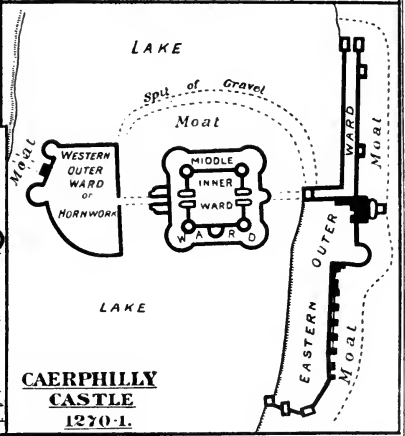 LAKE
Spit of Gravel
Moat
Moat
WESTERN
OUTER
WARD
or
HORNWORK
MIDDLE
INNER
WARD
WARD
WARD
Moat
EASTERN OUTER
Moat
LAKE
CAERPHILLY
CASTLE
1270-1.